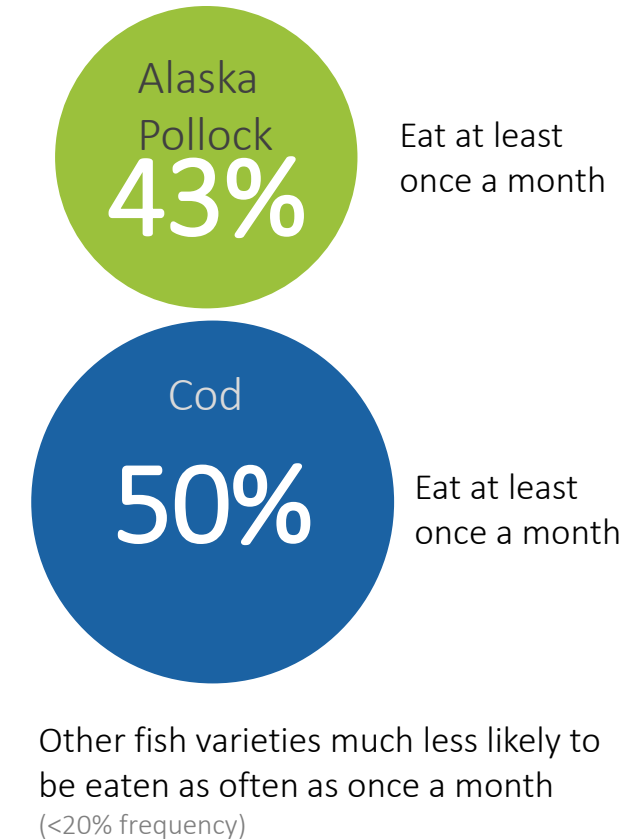 Alaska
Pollock
43%
Eat at least
once a month
Cod
50%
Eat at least
once a month
Other fish varieties much less likely to
be eaten as often as once a month
(<20% frequency)